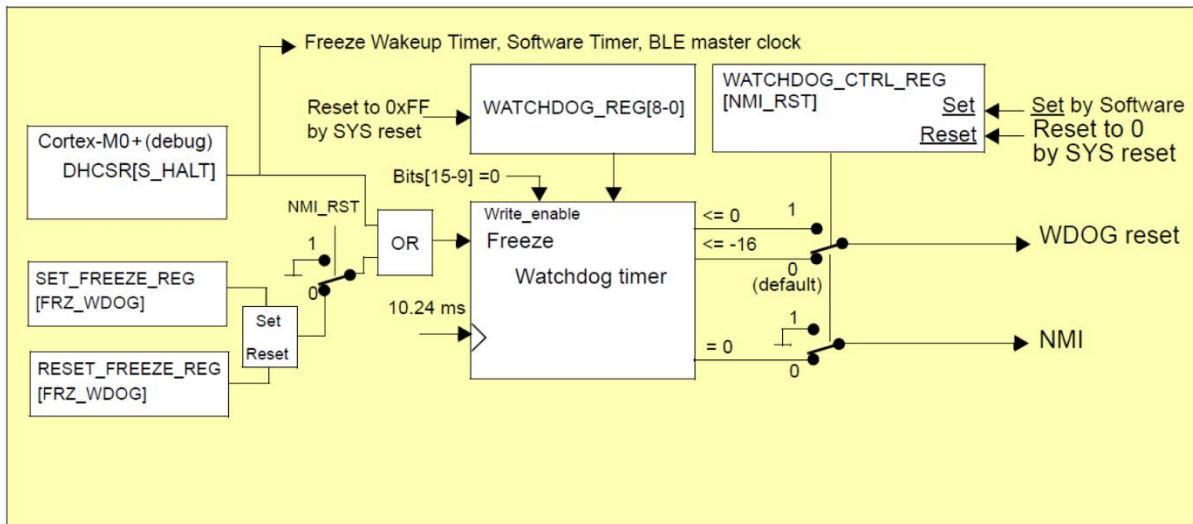 Freeze Wakeup Timer, Software Timer, BLE master clock
Reset to 0xFF
by SYS reset
WATCHDOG_REG[8-0]
WATCHDOG_CTRL_REG
[NMI_RST]
Set
Reset
Set by Software
Reset to 0
by SYS reset
Cortex-M0+ (debug)
DHCSR[S_HALT]
Bits[15-9] =0
NMI_RST
1
0
OR
Write_enable
Freeze
Watchdog timer
<= 0
<= -16
1
0
(default)
WDOG reset
SET_FREEZE_REG
[FRZ_WDOG]
Set
Reset
10.24 ms
RESET_FREEZE_REG
[FRZ_WDOG]
= 0
1
0
NMI